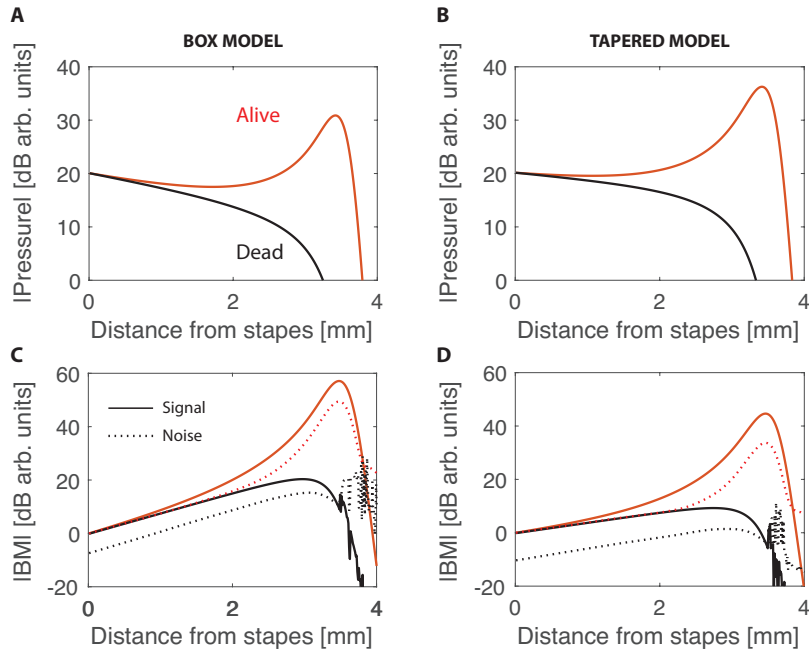 A
BOX MODEL
|Pressure| [dB arb. units]
40
30
20
10
0
Alive
Dead
0
2
4
Distance from stapes [mm]
B
TAPERED MODEL
|Pressure| [dB arb. units]
40
30
20
10
0
0
2
4
Distance from stapes [mm]
C
|BM| [dB arb. units]
60
40
20
0
-20
Signal
Noise
0
2
4
Distance from stapes [mm]
D
|BM| [dB arb. units]
60
40
20
0
-20
0
2
4
Distance from stapes [mm]